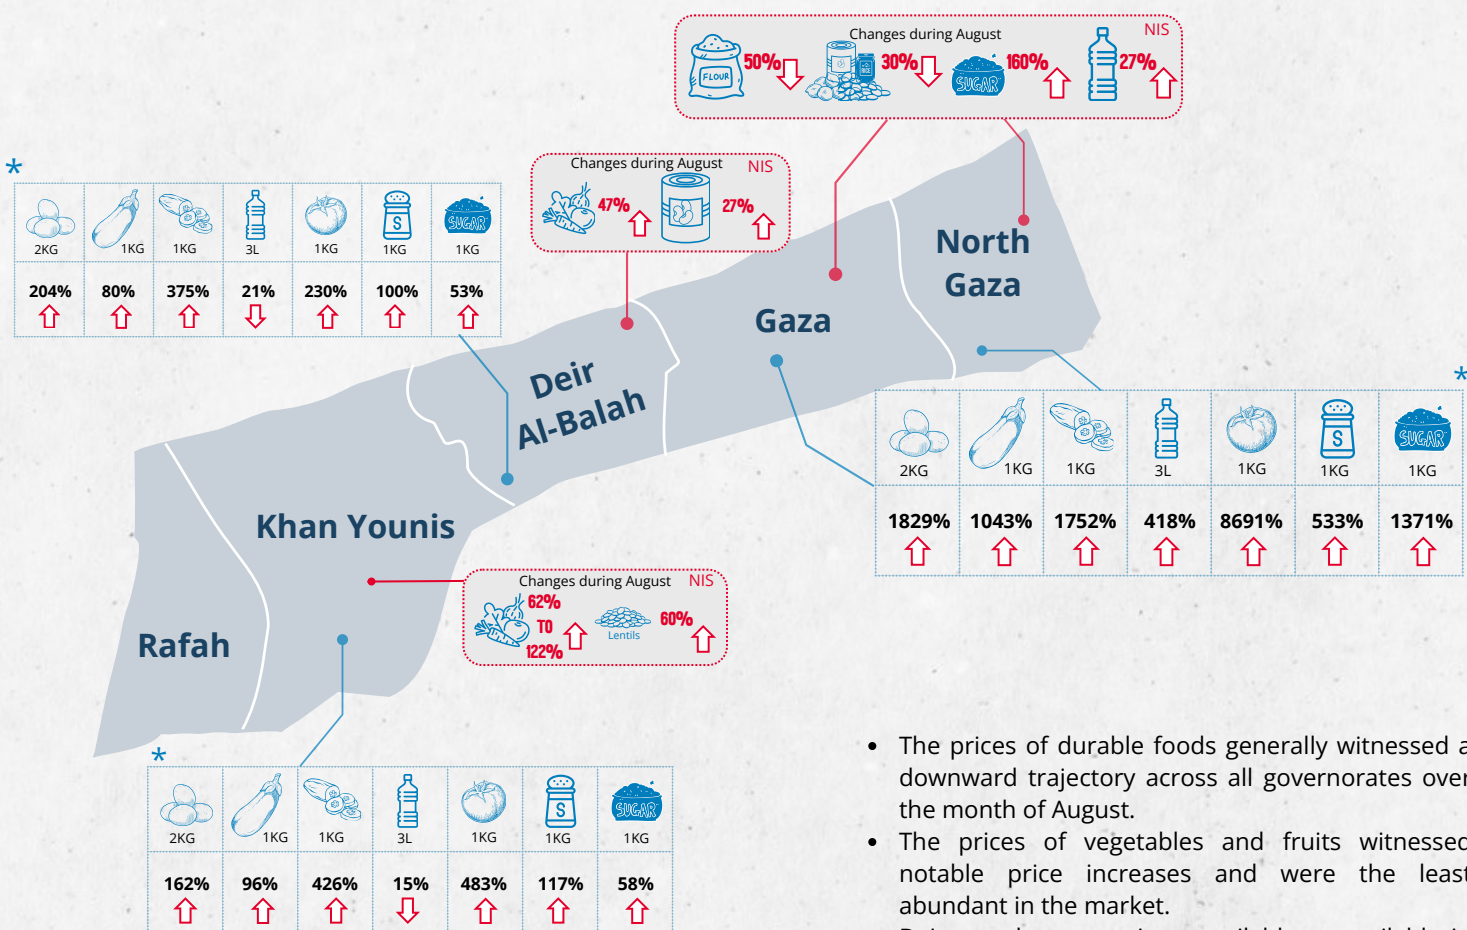 Changes during August NIS
FLOUR 50% RICE 30% SUGAR 160% 27%
Changes during August NIS
47% 27%
*
2KG 1KG 1KG 3L 1KG S 1KG SUGAR 1KG
204% 80% 375% 21% 230% 100% 53%
North
Gaza
Gaza
Deir
Al-Balah
*
2KG 1KG 1KG 3L 1KG S 1KG SUGAR 1KG
1829% 1043% 1752% 418% 8691% 533% 1371%
Khan Younis
Rafah
Changes during August NIS
62%
TO
122%
Lentils
60%
*
2KG 1KG 1KG 3L 1KG S 1KG SUGAR 1KG
162% 96% 426% 15% 483% 117% 58%
• The prices of durable foods generally witnessed a
downward trajectory across all governorates over
the month of August.
• The prices of vegetables and fruits witnessed
notable price increases and were the least
abundant in the market.